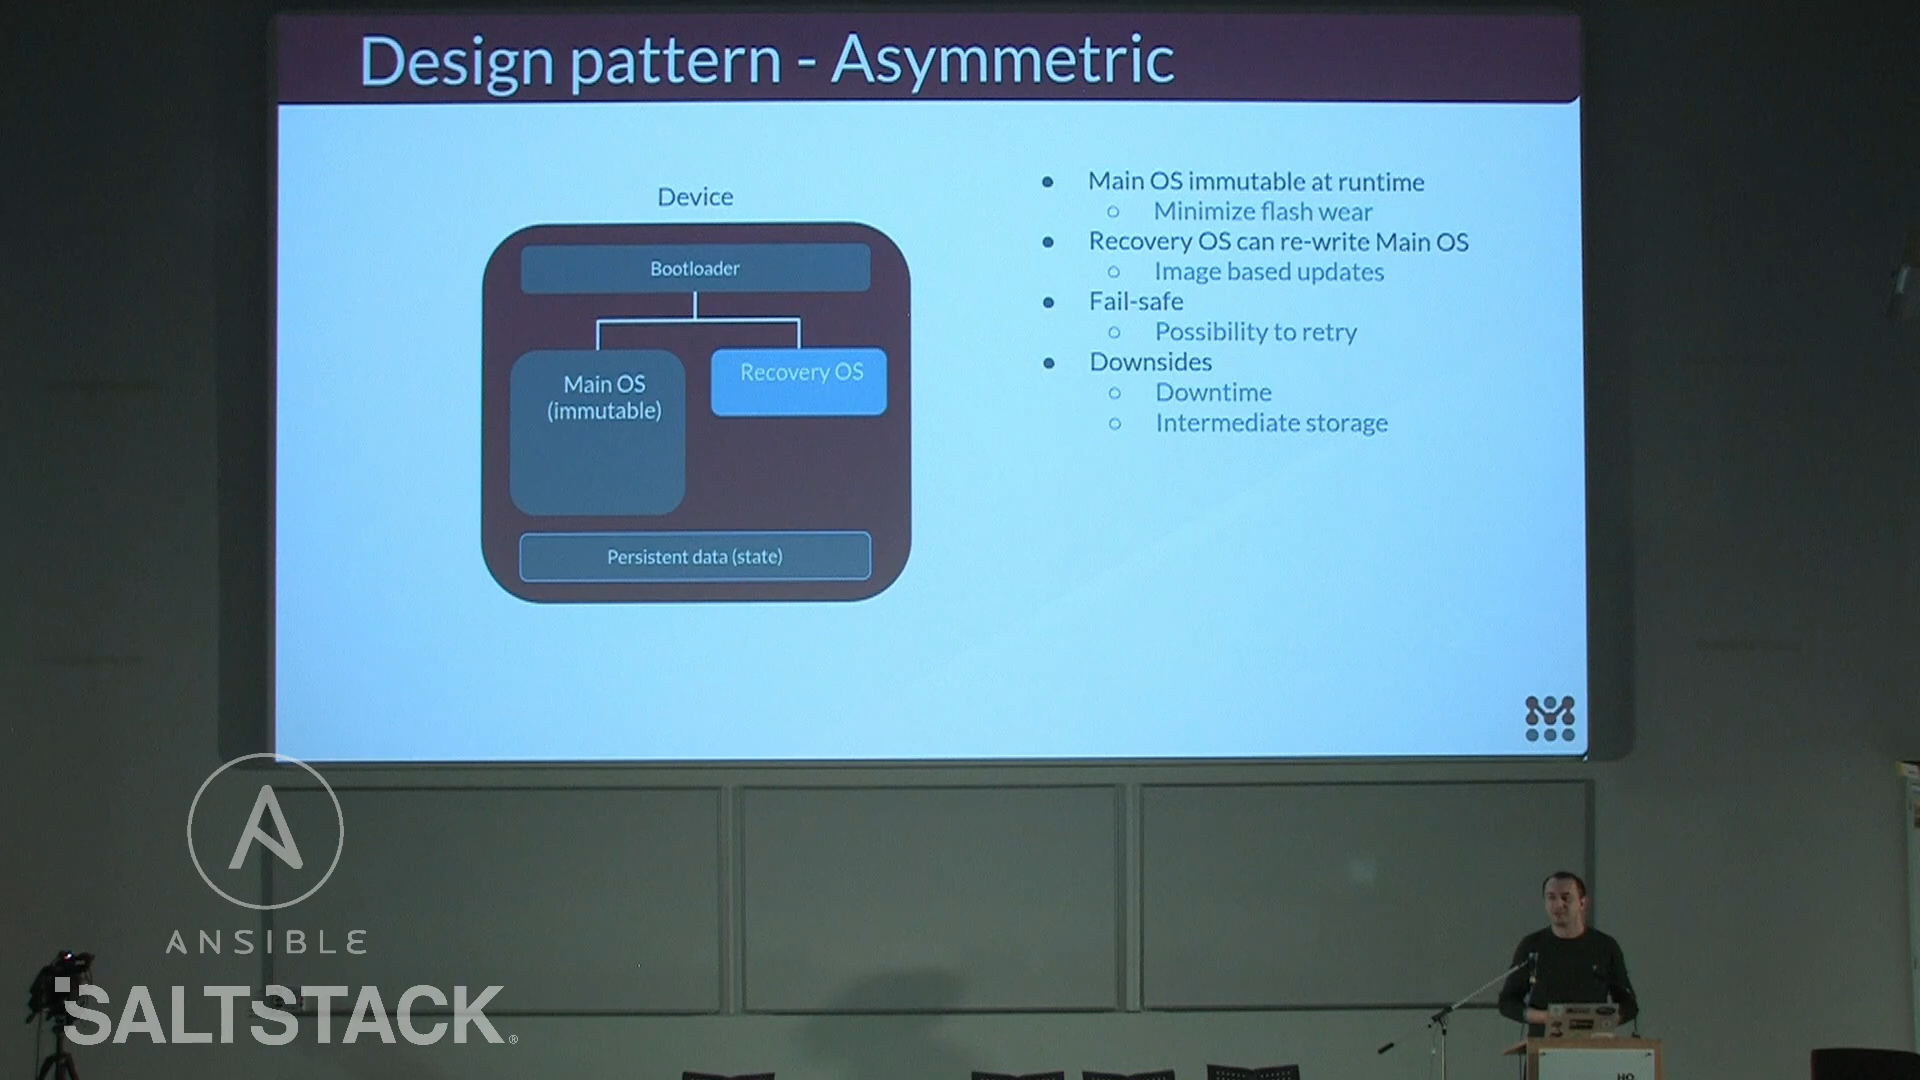 Design pattern - Asymmetric
Device
Bootloader
Main OS
(immutable)
Recovery OS
Persistent data (state)
● Main OS immutable at runtime
○ Minimize flash wear
● Recovery OS can re-write Main OS
○ Image based updates
● Fail-safe
○ Possibility to retry
● Downsides
○ Downtime
○ Intermediate storage
ANSIBLE
SALTSTACK®
HO